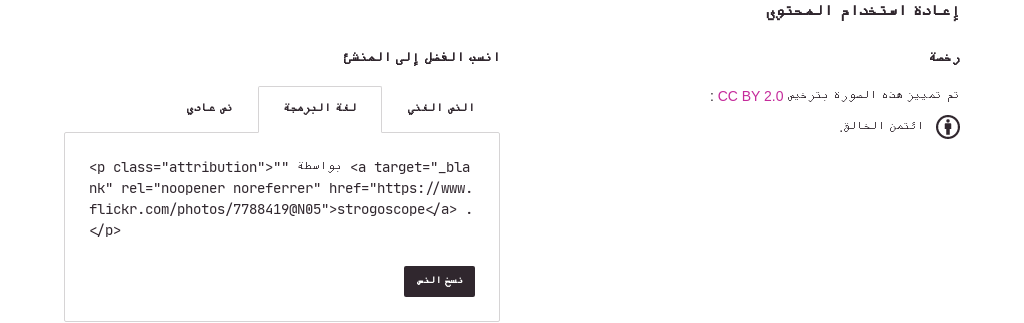 إعادة استخدام المحتوى
رخصة
تم تمييز هذه الصورة بترخيص CC BY 2.0 :
ائتمن الخالق.
انسب الفضل إلى المنشئ
النص الغني
لغة البرمجة
نص عادي
<p class="attribution">"" بواسطة <a target="_bla
nk" rel="noopener noreferrer" href="https://www.
flickr.com/photos/7788419@N05">strogoscope</a> .
</p>
نسخ النص